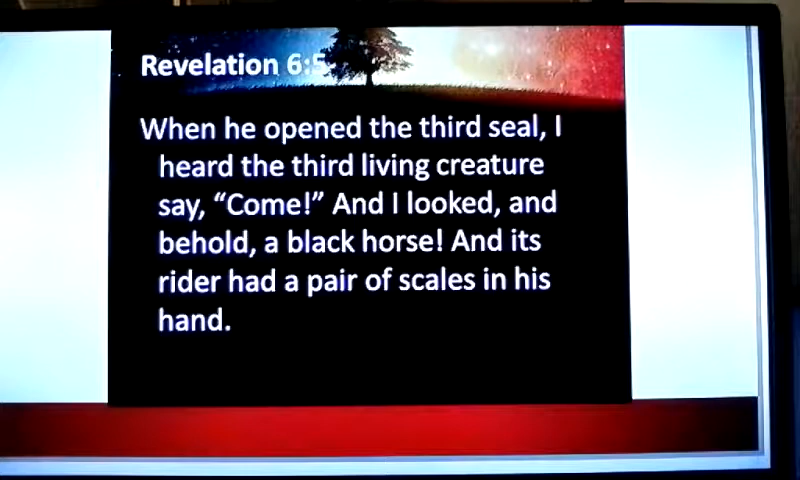 Revelation 6:5
When he opened the third seal, I
heard the third living creature
say, “Come!” And I looked, and
behold, a black horse! And its
rider had a pair of scales in his
hand.